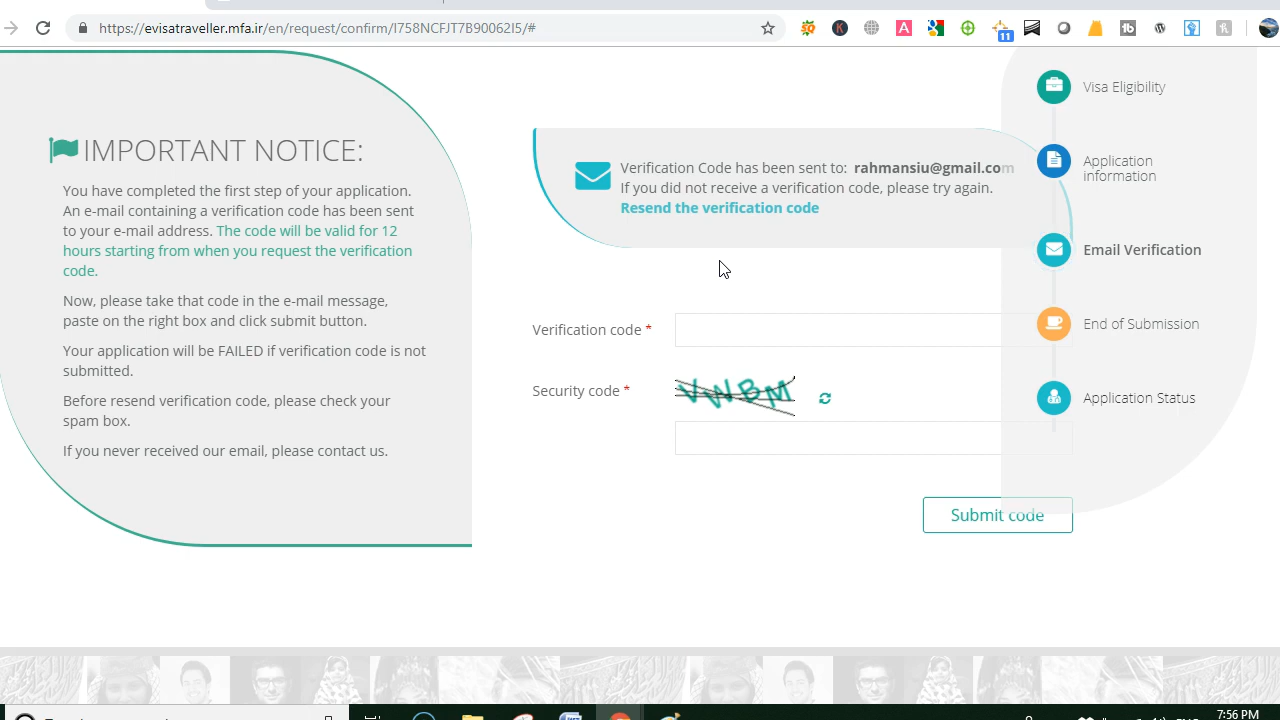 https://evisatraveller.mfa.ir/en/request/confirm/I758NCFJT7B90062I5/#
11
IMPORTANT NOTICE:
You have completed the first step of your application.
An e-mail containing a verification code has been sent
to your e-mail address. The code will be valid for 12
hours starting from when you request the verification
code.
Now, please take that code in the e-mail message,
paste on the right box and click submit button.
Your application will be FAILED if verification code is not
submitted.
Before resend verification code, please check your
spam box.
If you never received our email, please contact us.
Verification Code has been sent to: rahmansiu@gmail.com
If you did not receive a verification code, please try again.
Resend the verification code
Verification code *
Security code *
VWBM
Submit code
Visa Eligibility
Application
information
Email Verification
End of Submission
Application Status
7:56 PM